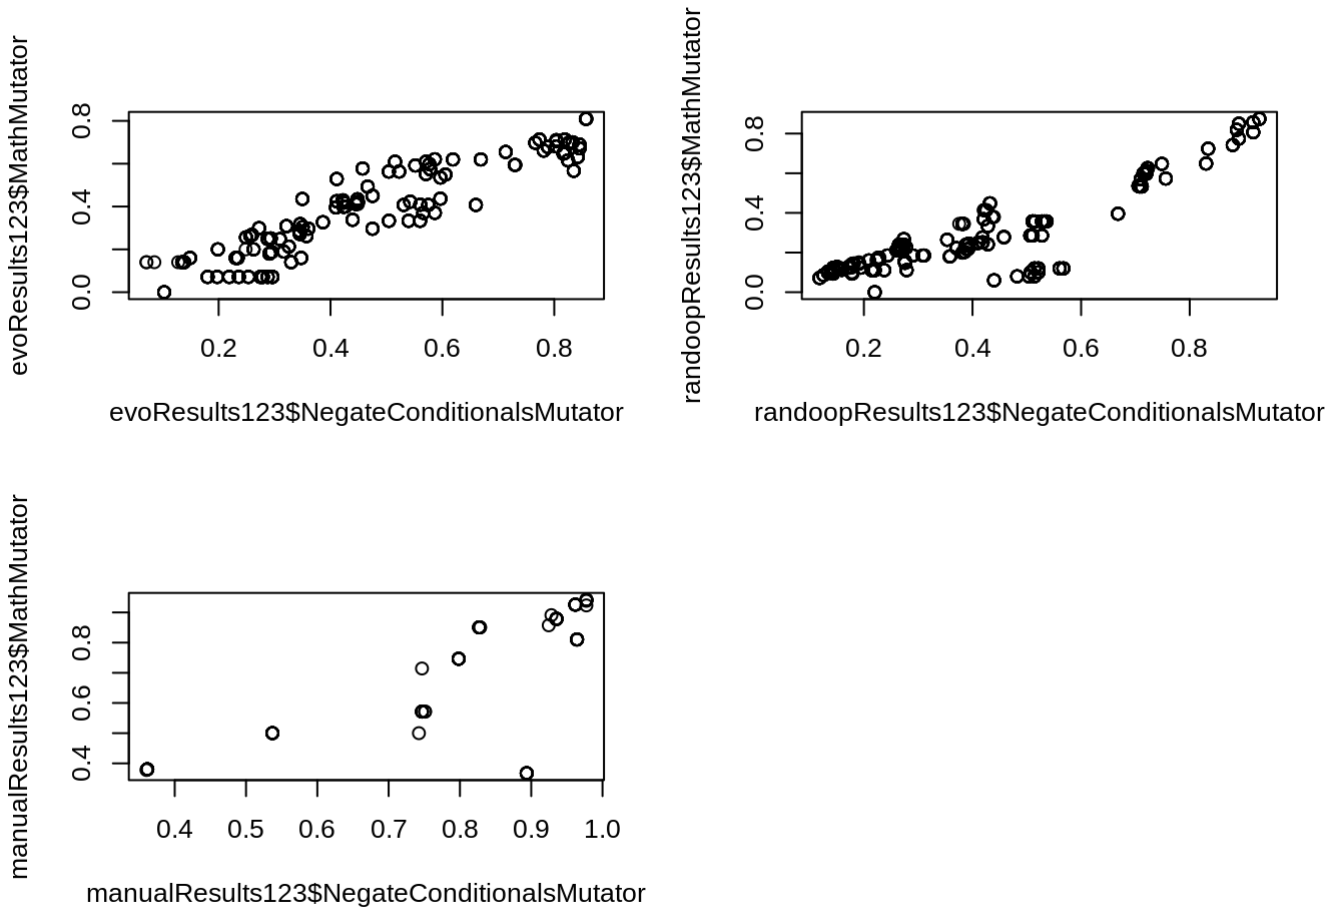 evoResults123$MathMutator
0.0 0.4 0.8
0.2 0.4 0.6 0.8
evoResults123$NegateConditionalsMutator
randoopResults123$MathMutator
0.0 0.4 0.8
0.2 0.4 0.6 0.8
randoopResults123$NegateConditionalsMutator
manualResults123$MathMutator
0.4 0.6 0.8
0.4 0.5 0.6 0.7 0.8 0.9 1.0
manualResults123$NegateConditionalsMutator